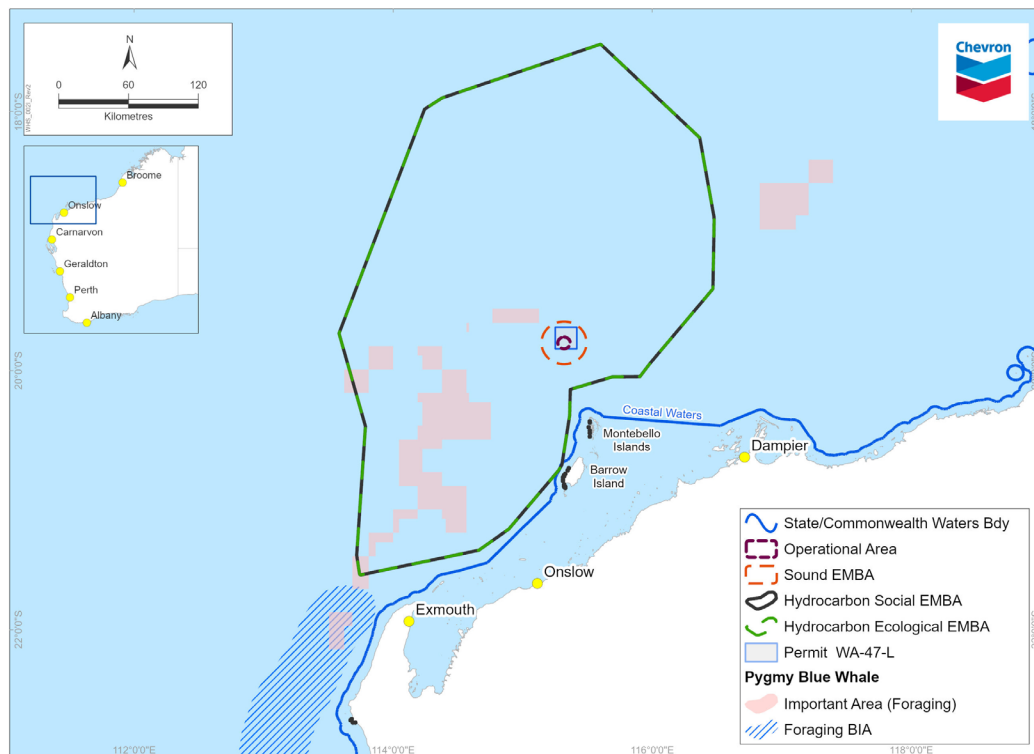 N
0 60 120
Kilometres
WHS_0021_Rev2
Chevron
Broome
Onslow
Carnarvon
Geraldton
Perth
Albany
18°0'0"S
20°0'0"S
22°0'0"S
Coastal Waters
Montebello
Islands
Dampier
Barrow
Island
Onslow
Exmouth
State/Commonwealth Waters Bdy
Operational Area
Sound EMBA
Hydrocarbon Social EMBA
Hydrocarbon Ecological EMBA
Permit WA-47-L
Pygmy Blue Whale
Important Area (Foraging)
Foraging BIA
112°0'0"E
114°0'0"E
116°0'0"E
118°0'0"E